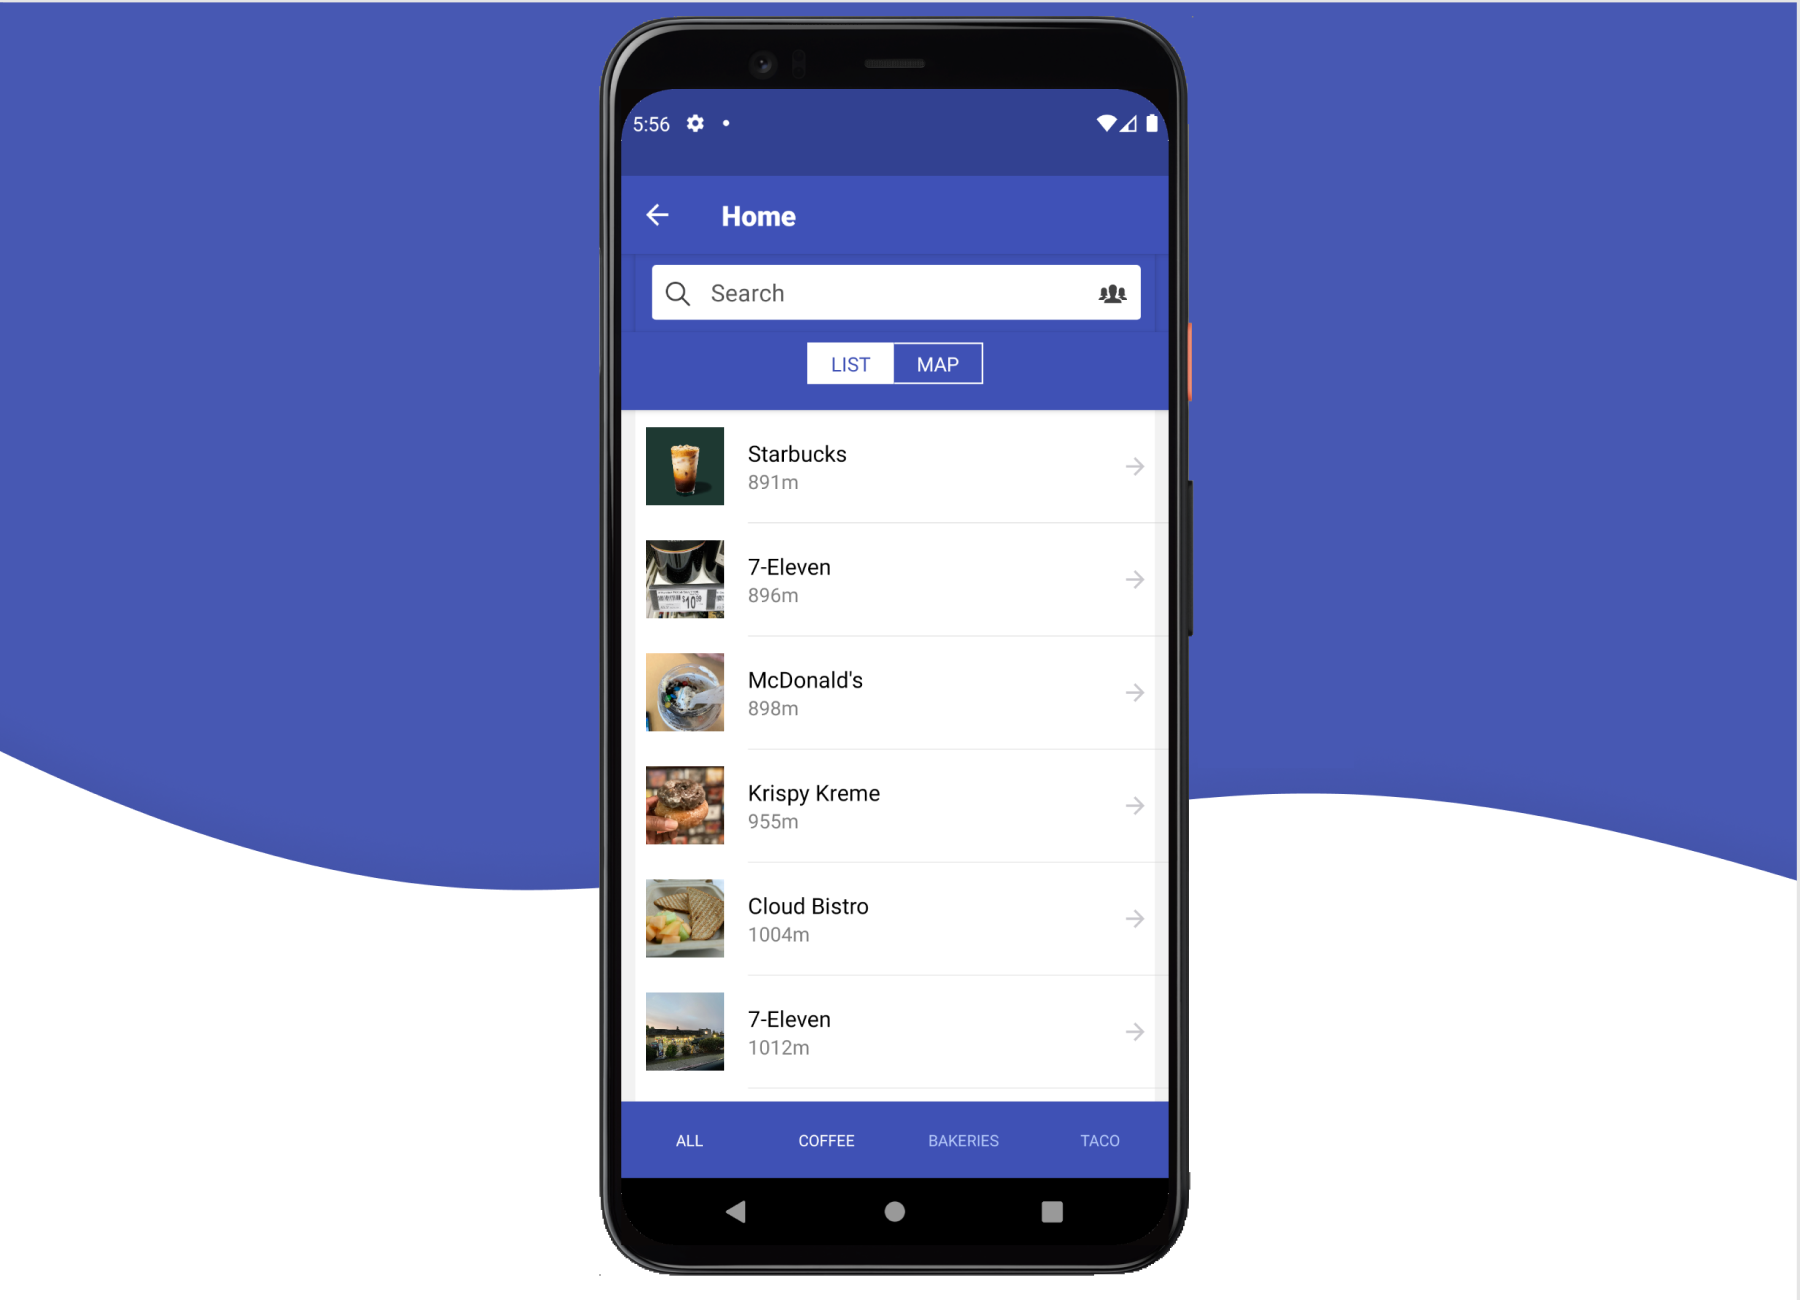 5:56
Home
Search
LIST MAP
Starbucks
891m
7-Eleven
896m
$10
McDonald's
898m
Krispy Kreme
955m
Cloud Bistro
1004m
7-Eleven
1012m
ALL COFFEE BAKERIES TACO